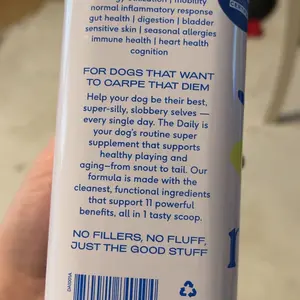 normal inflammatory response
gut health | digestion | bladder
sensitive skin | seasonal allergies
immune health | heart health
cognition
FOR DOGS THAT WANT
TO CARPE THAT DIEM
Help your dog be their best,
super-silly, slobbery selves —
every single day. The Daily is
your dog's routine super
supplement that supports
healthy playing and
aging—from snout to tail. Our
formula is made with the
cleanest, functional ingredients
that support 11 powerful
benefits, all in 1 tasty scoop.
NO FILLERS, NO FLUFF,
JUST THE GOOD STUFF